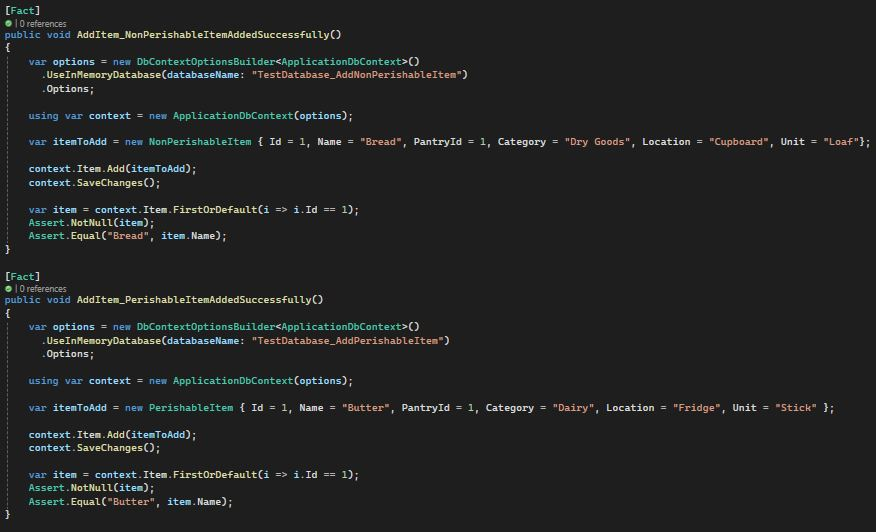 [Fact]
| 0 references
public void AddItem_NonPerishableItemAddedSuccessfully()
{
var options = new DbContextOptionsBuilder<ApplicationDbContext>()
.UseInMemoryDatabase(databaseName: "TestDatabase_AddNonPerishableItem")
.Options;
using var context = new ApplicationDbContext(options);
var itemToAdd = new NonPerishableItem { Id = 1, Name = "Bread", PantryId = 1, Category = "Dry Goods", Location = "Cupboard", Unit = "Loaf"};
context.Item.Add(itemToAdd);
context.SaveChanges();
var item = context.Item.FirstOrDefault(i => i.Id == 1);
Assert.NotNull(item);
Assert.Equal("Bread", item.Name);
}
[Fact]
| 0 references
public void AddItem_PerishableItemAddedSuccessfully()
{
var options = new DbContextOptionsBuilder<ApplicationDbContext>()
.UseInMemoryDatabase(databaseName: "TestDatabase_AddPerishableItem")
.Options;
using var context = new ApplicationDbContext(options);
var itemToAdd = new PerishableItem { Id = 1, Name = "Butter", PantryId = 1, Category = "Dairy", Location = "Fridge", Unit = "Stick" };
context.Item.Add(itemToAdd);
context.SaveChanges();
var item = context.Item.FirstOrDefault(i => i.Id == 1);
Assert.NotNull(item);
Assert.Equal("Butter", item.Name);
}